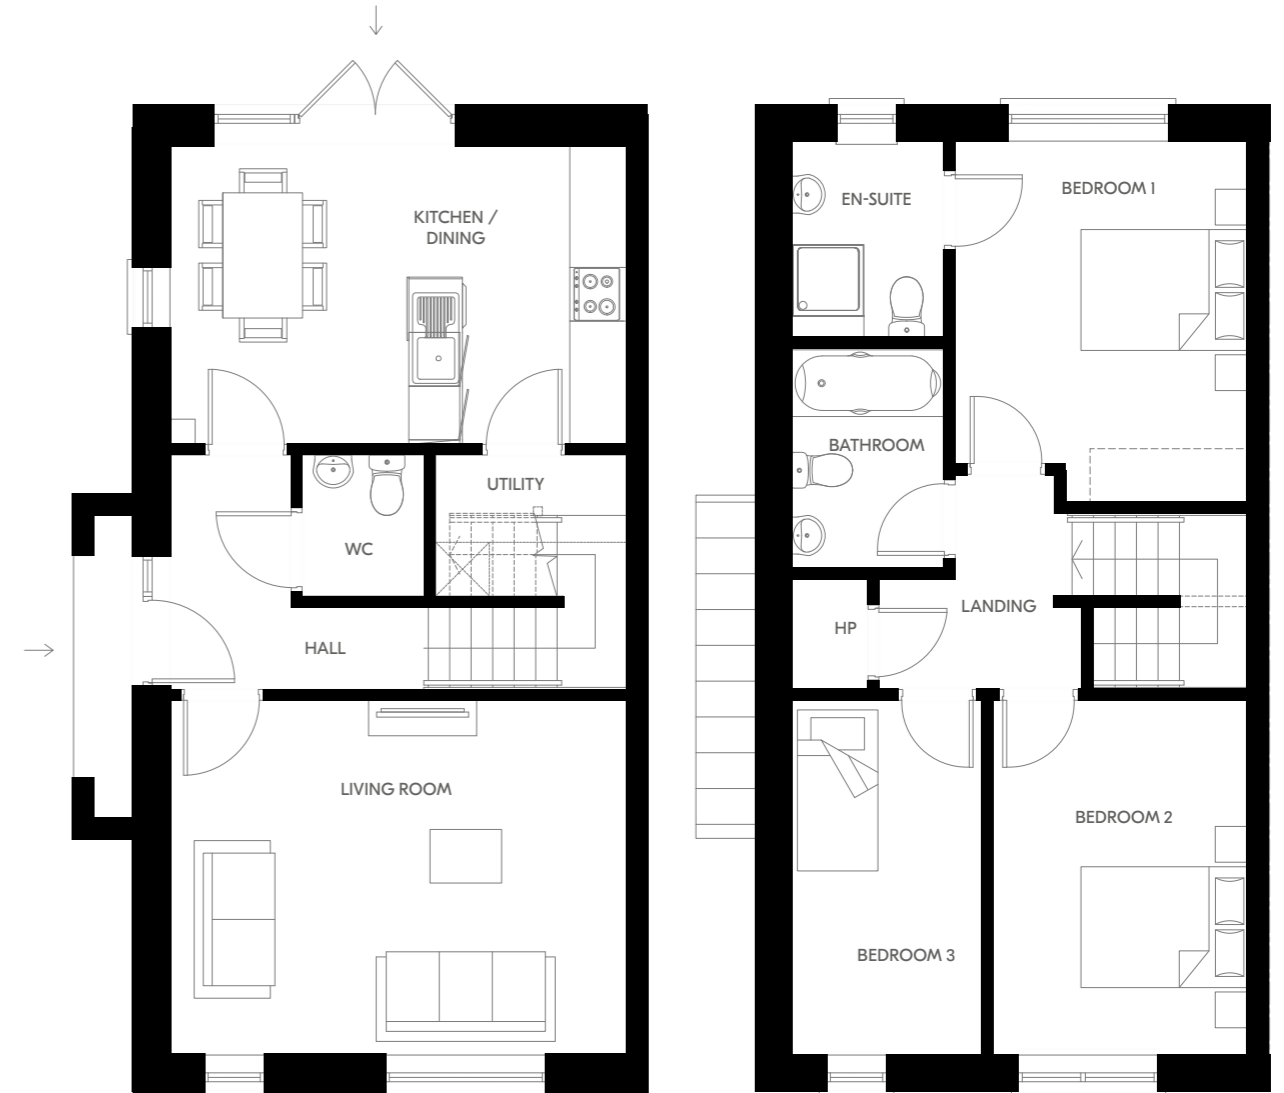 KITCHEN /
DINING
UTILITY
WC
HALL
LIVING ROOM
EN-SUITE
BEDROOM 1
BATHROOM
LANDING
HP
BEDROOM 2
BEDROOM 3